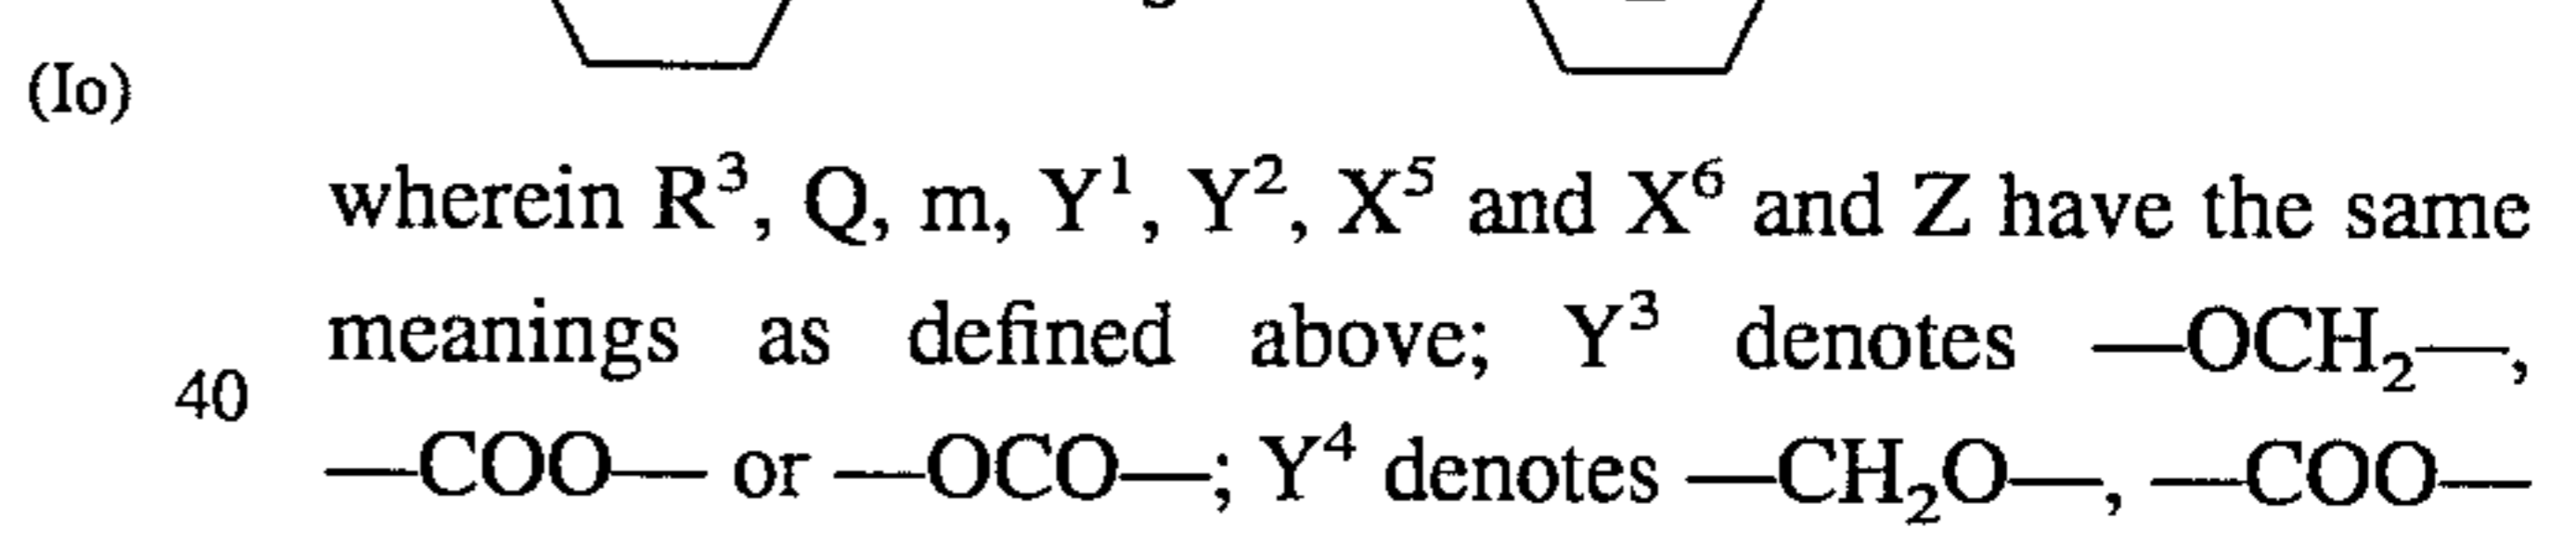 (Io)
wherein R³, Q, m, Y¹, Y², X⁵ and X⁶ and Z have the same
meanings as defined above; Y³ denotes —OCH₂—,
40
—COO— or —OCO—; Y⁴ denotes —CH₂O—, —COO—